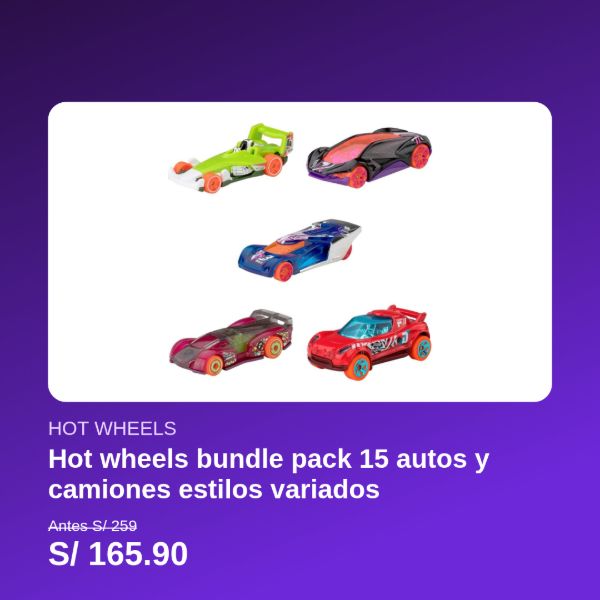 HOT WHEELS
Hot wheels bundle pack 15 autos y
camiones estilos variados
Antes S/ 259
S/ 165.90